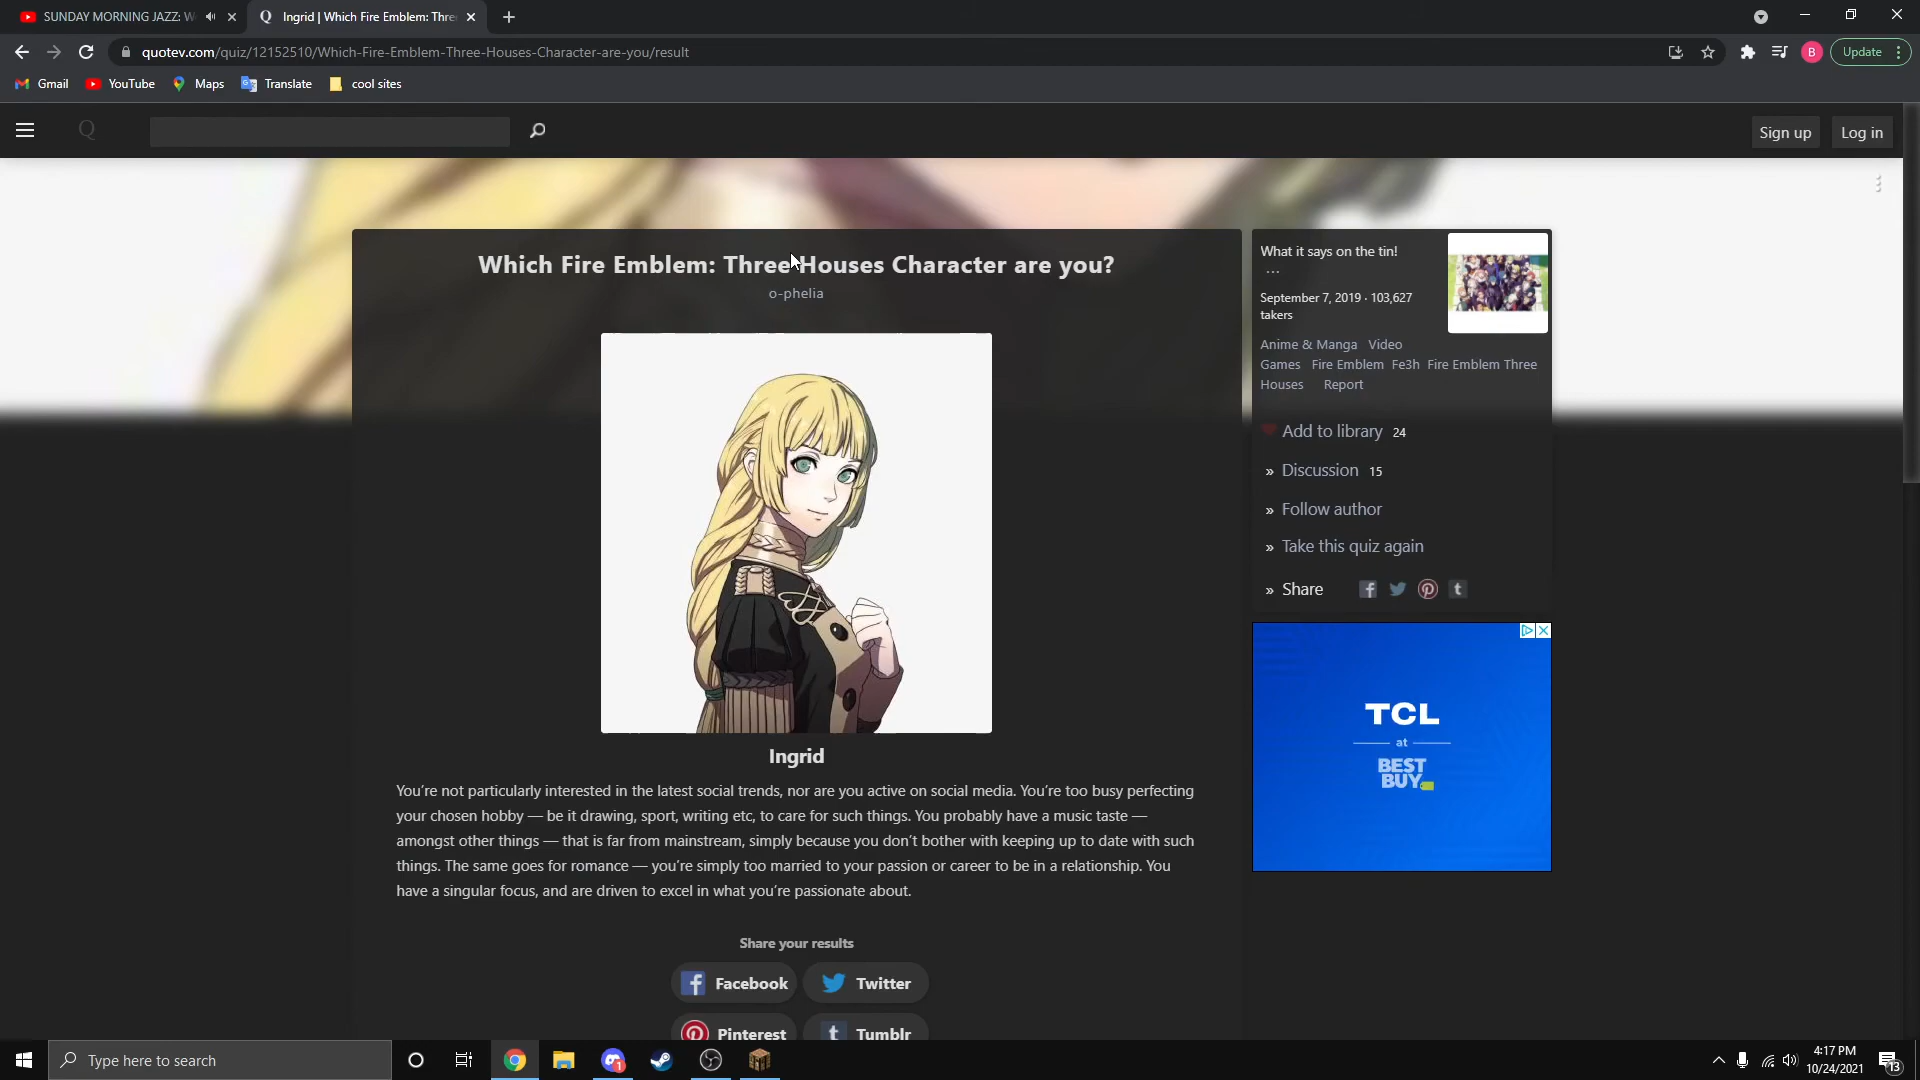 SUNDAY MORNING JAZZ: W
Ingrid | Which Fire Emblem: Thre
quotev.com/quiz/12152510/Which-Fire-Emblem-Three-Houses-Character-are-you/result
B
Update
Gmail
YouTube
Maps
Translate
cool sites
Q
Sign up
Log in
Which Fire Emblem: Three Houses Character are you?
o-phelia
What it says on the tin!
...
September 7, 2019 · 103,627
takers
Anime & Manga Video
Games Fire Emblem Fe3h Fire Emblem Three
Houses Report
Add to library 24
» Discussion 15
» Follow author
» Take this quiz again
» Share
TCL
at
BEST
BUY
Ingrid
You're not particularly interested in the latest social trends, nor are you active on social media. You're too busy perfecting
your chosen hobby — be it drawing, sport, writing etc, to care for such things. You probably have a music taste —
amongst other things — that is far from mainstream, simply because you don't bother with keeping up to date with such
things. The same goes for romance — you're simply too married to your passion or career to be in a relationship. You
have a singular focus, and are driven to excel in what you're passionate about.
Share your results
Facebook
Twitter
Pinterest
Tumblr
Type here to search
1
4:17 PM
10/24/2021
13